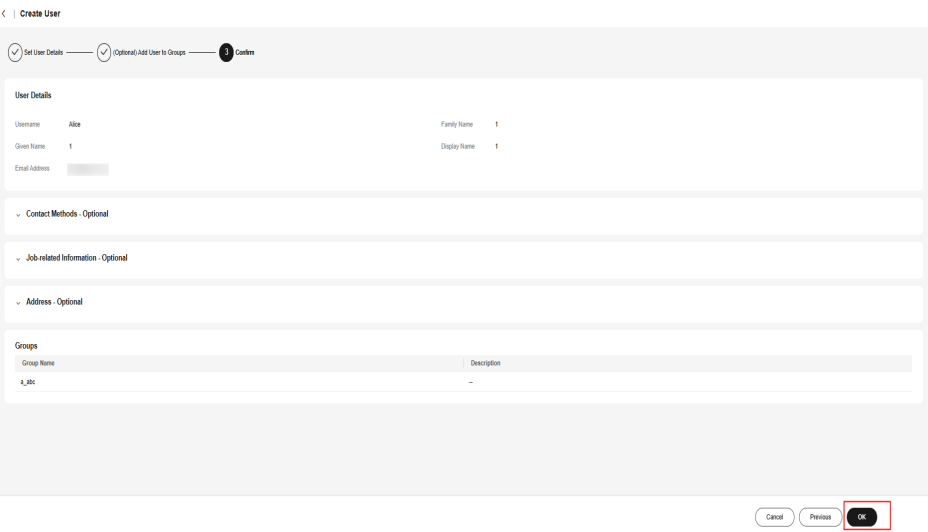 Create User
Set User Details
(Optional) Add User to Groups
3 Confirm
User Details
Username Alice
Family Name 1
Given Name 1
Display Name 1
Email Address
Contact Methods - Optional
Job-related Information - Optional
Address - Optional
Groups
Group Name Description
a_abc --
Cancel Previous OK